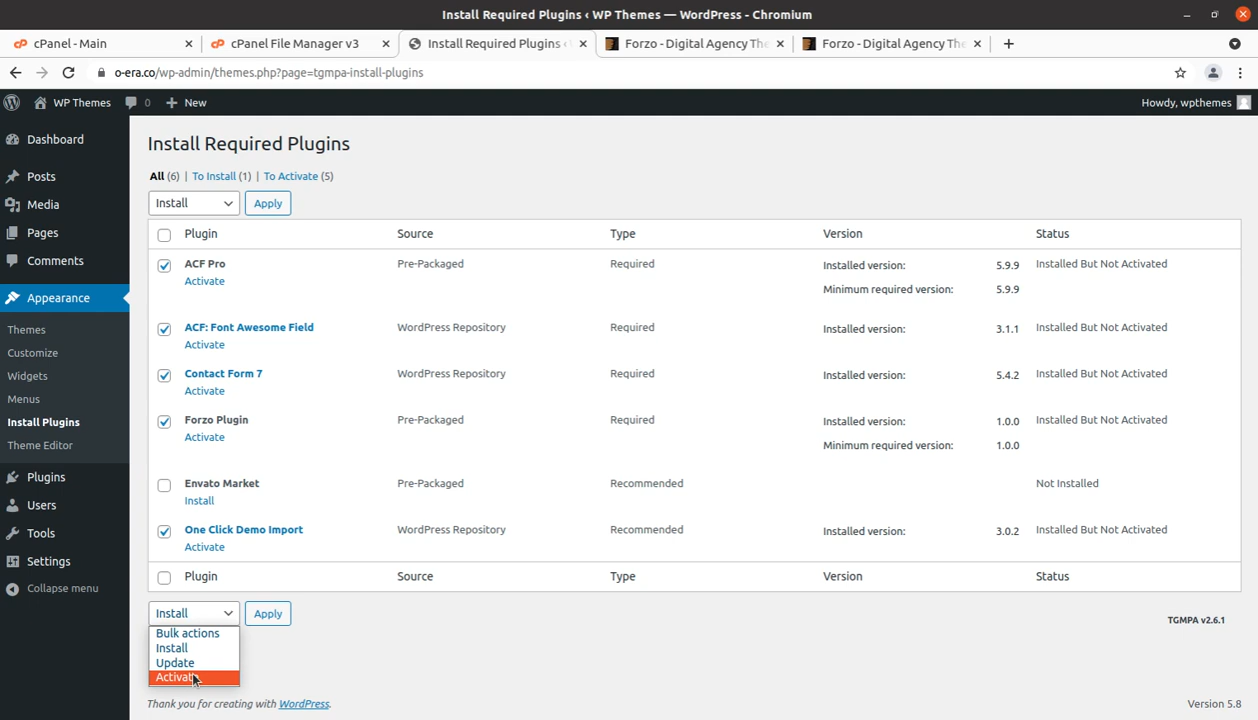 Install Required Plugins ‹ WP Themes — WordPress - Chromium
cPanel - Main
cPanel File Manager v3
Install Required Plugins ‹
Forzo - Digital Agency The
Forzo - Digital Agency The
o-era.co/wp-admin/themes.php?page=tgmpa-install-plugins
WP Themes 0 New
Howdy, wpthemes
Dashboard
Posts
Media
Pages
Comments
Appearance
Themes
Customize
Widgets
Menus
Install Plugins
Theme Editor
Plugins
Users
Tools
Settings
Collapse menu
Install Required Plugins
All (6) | To Install (1) | To Activate (5)
Install Apply
Plugin Source Type Version Status
ACF Pro Pre-Packaged Required Installed version: 5.9.9 Installed But Not Activated
Activate Minimum required version: 5.9.9
ACF: Font Awesome Field WordPress Repository Required Installed version: 3.1.1 Installed But Not Activated
Activate
Contact Form 7 WordPress Repository Required Installed version: 5.4.2 Installed But Not Activated
Activate
Forzo Plugin Pre-Packaged Required Installed version: 1.0.0 Installed But Not Activated
Activate Minimum required version: 1.0.0
Envato Market Pre-Packaged Recommended Not Installed
Install
One Click Demo Import WordPress Repository Recommended Installed version: 3.0.2 Installed But Not Activated
Activate
Plugin Source Type Version Status
Install Apply
TGMPA v2.6.1
Bulk actions
Install
Update
Activate
Thank you for creating with WordPress.
Version 5.8